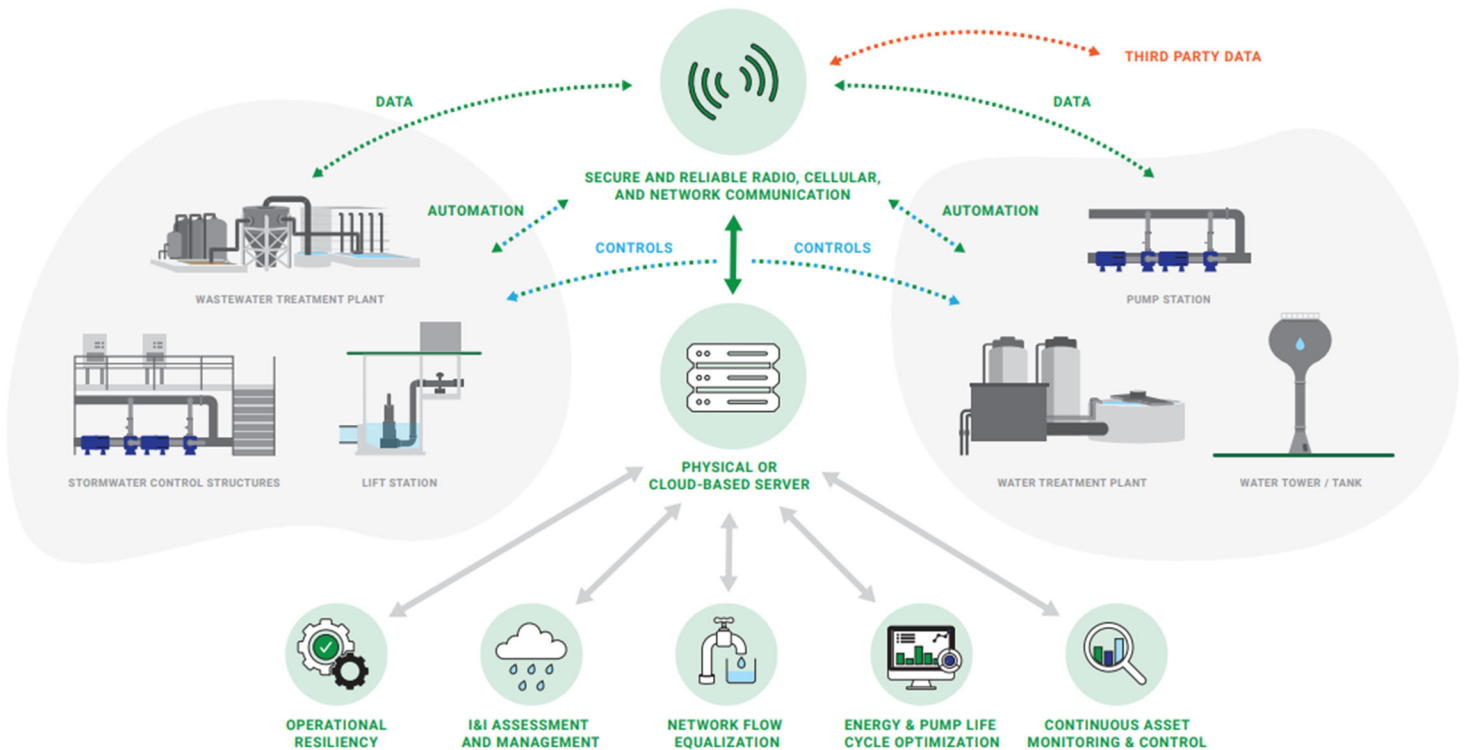 THIRD PARTY DATA
DATA
DATA
SECURE AND RELIABLE RADIO, CELLULAR,
AND NETWORK COMMUNICATION
AUTOMATION
AUTOMATION
CONTROLS
CONTROLS
WASTEWATER TREATMENT PLANT
PUMP STATION
STORMWATER CONTROL STRUCTURES
LIFT STATION
PHYSICAL OR
CLOUD-BASED SERVER
WATER TREATMENT PLANT
WATER TOWER / TANK
OPERATIONAL
RESILIENCY
I&I ASSESSMENT
AND MANAGEMENT
NETWORK FLOW
EQUALIZATION
ENERGY & PUMP LIFE
CYCLE OPTIMIZATION
CONTINUOUS ASSET
MONITORING & CONTROL